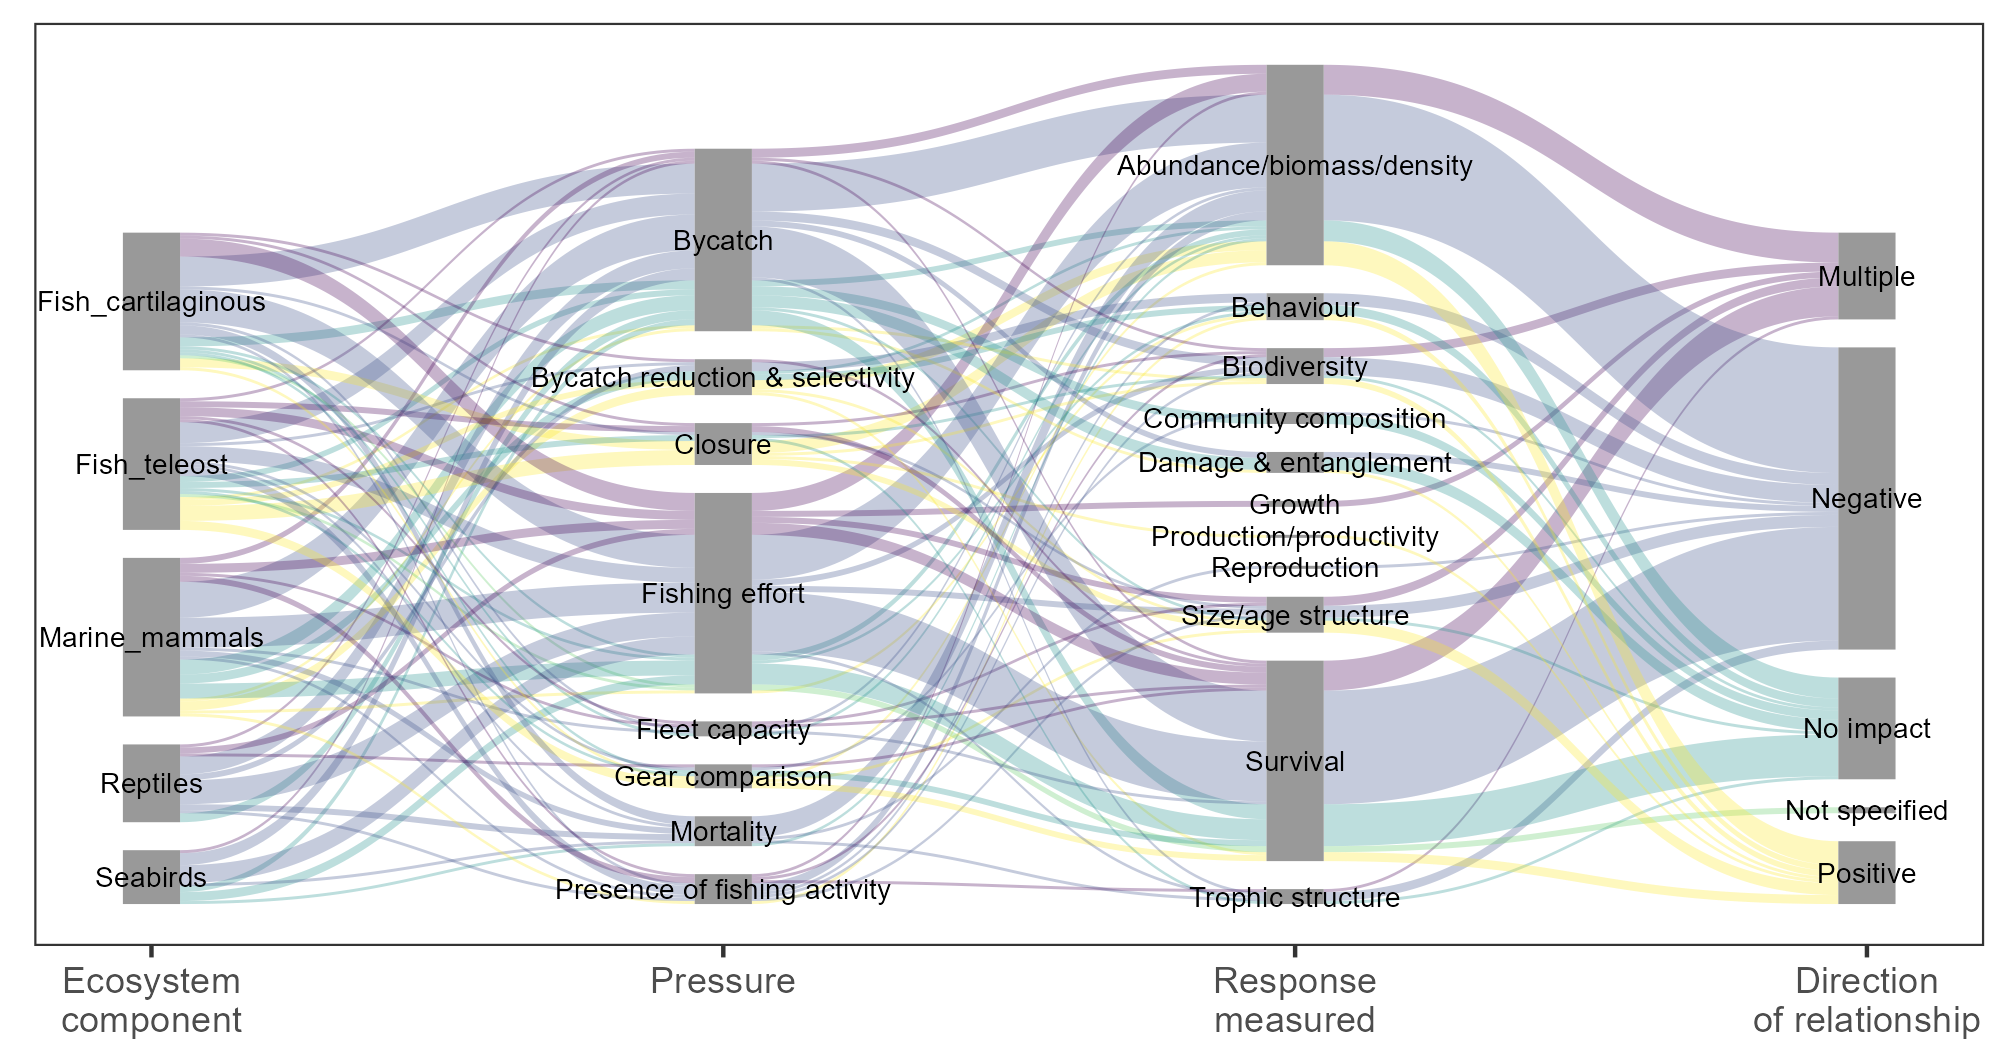 Fish_cartilaginous
Fish_teleost
Marine_mammals
Reptiles
Seabirds
Bycatch
Bycatch reduction & selectivity
Closure
Fishing effort
Fleet capacity
Gear comparison
Mortality
Presence of fishing activity
Abundance/biomass/density
Behaviour
Biodiversity
Community composition
Damage & entanglement
Growth
Production/productivity
Reproduction
Size/age structure
Survival
Trophic structure
Multiple
Negative
No impact
Not specified
Positive
Ecosystem
component
Pressure
Response
measured
Direction
of relationship